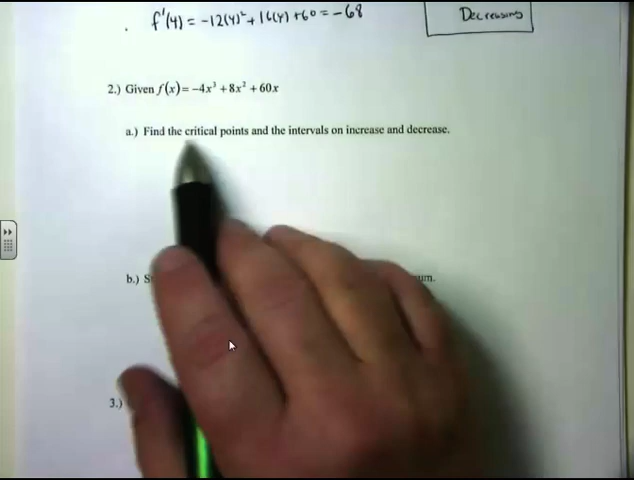 f'(4) = -12(4)² + 16(4) + 60 = -68
Decreasing
2.) Given f(x) = −4x³ + 8x² + 60x
a.) Find the critical points and the intervals on increase and decrease.
b.)
3.)